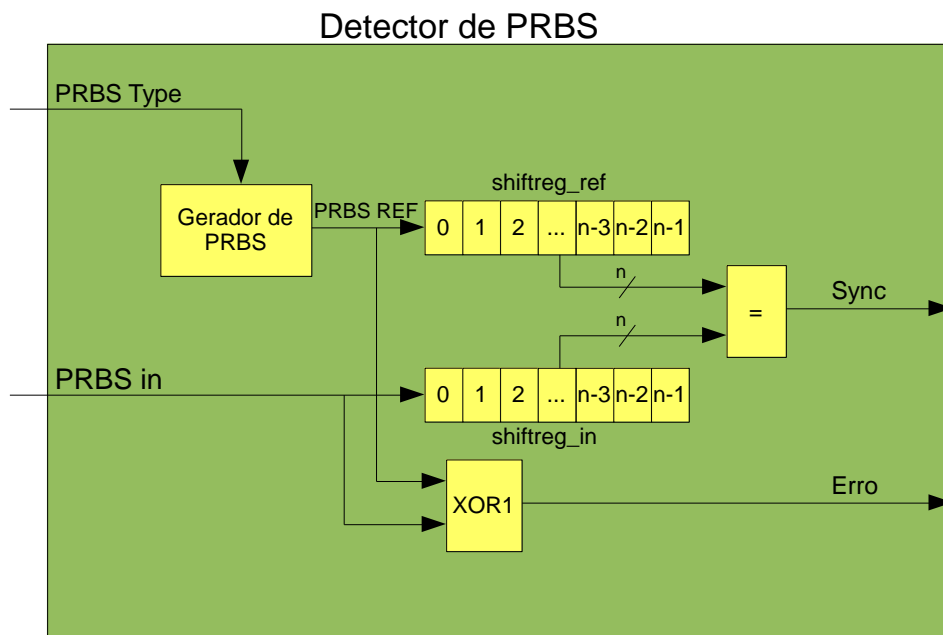 Detector de PRBS
PRBS Type
shiftreg_ref
Gerador de
PRBS
PRBS REF
0 1 2 ... n-3 n-2 n-1
n
=
Sync
n
PRBS in
0 1 2 ... n-3 n-2 n-1
shiftreg_in
XOR1
Erro